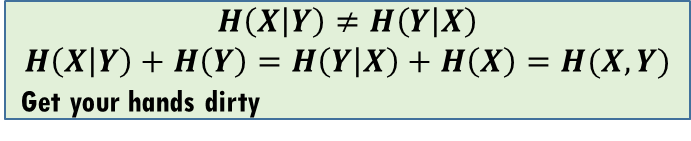 H(X|Y) ≠ H(Y|X)
H(X|Y) + H(Y) = H(Y|X) + H(X) = H(X,Y)
Get your hands dirty